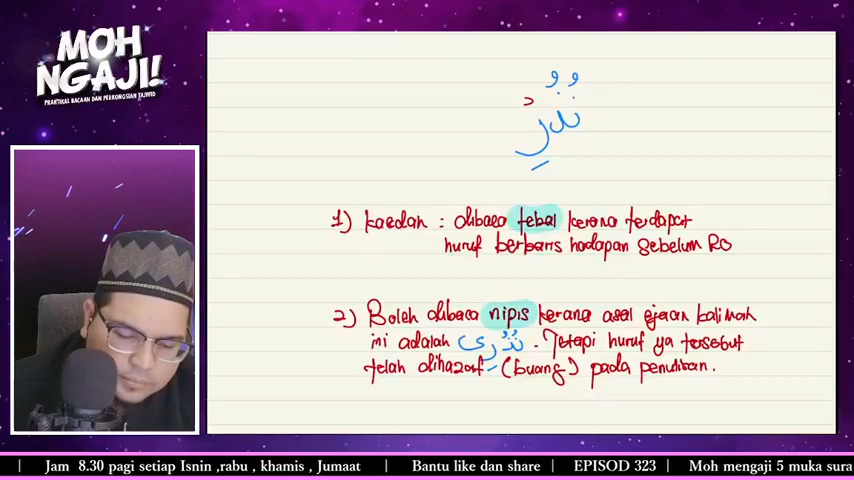 MOH
NGAJI!
PRAKTIKAL BACAAN DAN PERKONGSIAN TAJWID
نُذُرِ
1) Kaedah : dibaca tebal kerana terdapat
huruf berbaris hadapan sebelum Ro
2) Boleh dibaca nipis kerana asal ejaan kalimah
ini adalah نُذُرِى . Tetapi huruf ya tersebut
telah dihazaf (buang) pada penulisan.
| Jam 8.30 pagi setiap Isnin ,rabu , khamis , Jumaat | Bantu like dan share | EPISOD 323 | Moh mengaji 5 muka sura